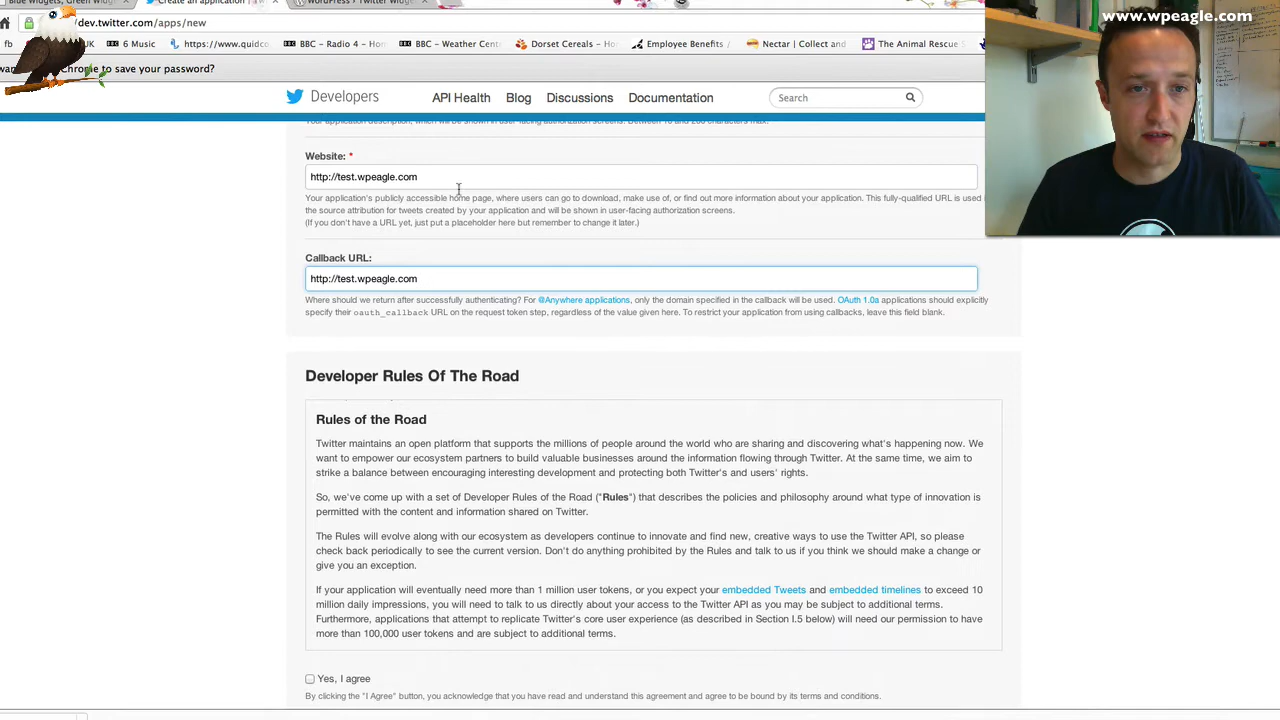 Blue Widgets, Green Widg
Create an application |
WordPress › Twitter Widget
www.wpeagle.com
dev.twitter.com/apps/new
fb
UK
6 Music
https://www.quidco
BBC – Radio 4 – Hom
BBC – Weather Cent
Dorset Cereals – Hom
Employee Benefits /
Nectar | Collect and
The Animal Rescue S
Chrome to save your password?
Developers
API Health
Blog
Discussions
Documentation
Search
Your application description, which will be shown in user-facing authorization screens. Between 10 and 200 characters max.
Website: *
http://test.wpeagle.com
Your application's publicly accessible home page, where users can go to download, make use of, or find out more information about your application. This fully-qualified URL is used
the source attribution for tweets created by your application and will be shown in user-facing authorization screens.
(If you don't have a URL yet, just put a placeholder here but remember to change it later.)
Callback URL:
http://test.wpeagle.com
Where should we return after successfully authenticating? For @Anywhere applications, only the domain specified in the callback will be used. OAuth 1.0a applications should explicitly
specify their oauth_callback URL on the request token step, regardless of the value given here. To restrict your application from using callbacks, leave this field blank.
Developer Rules Of The Road
Rules of the Road
Twitter maintains an open platform that supports the millions of people around the world who are sharing and discovering what's happening now. We
want to empower our ecosystem partners to build valuable businesses around the information flowing through Twitter. At the same time, we aim to
strike a balance between encouraging interesting development and protecting both Twitter's and users' rights.
So, we've come up with a set of Developer Rules of the Road ("Rules") that describes the policies and philosophy around what type of innovation is
permitted with the content and information shared on Twitter.
The Rules will evolve along with our ecosystem as developers continue to innovate and find new, creative ways to use the Twitter API, so please
check back periodically to see the current version. Don't do anything prohibited by the Rules and talk to us if you think we should make a change or
give you an exception.
If your application will eventually need more than 1 million user tokens, or you expect your embedded Tweets and embedded timelines to exceed 10
million daily impressions, you will need to talk to us directly about your access to the Twitter API as you may be subject to additional terms.
Furthermore, applications that attempt to replicate Twitter's core user experience (as described in Section I.5 below) will need our permission to have
more than 100,000 user tokens and are subject to additional terms.
Yes, I agree
By clicking the "I Agree" button, you acknowledge that you have read and understand this agreement and agree to be bound by its terms and conditions.